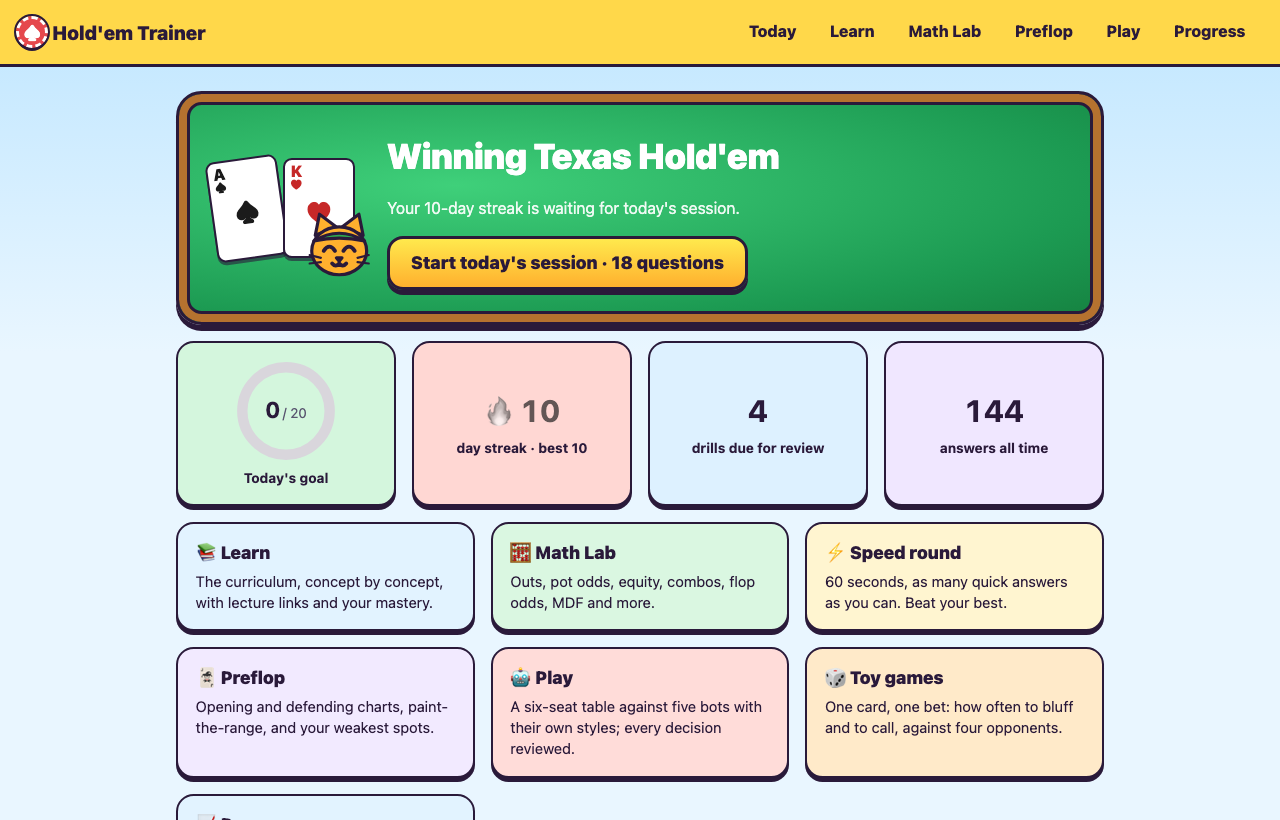 Hold'em Trainer
Today
Learn
Math Lab
Preflop
Play
Progress
A
K
Winning Texas Hold'em
Your 10-day streak is waiting for today's session.
Start today's session · 18 questions
0 / 20
Today's goal
10
day streak · best 10
4
drills due for review
144
answers all time
Learn
The curriculum, concept by concept,
with lecture links and your mastery.
Math Lab
Outs, pot odds, equity, combos, flop
odds, MDF and more.
Speed round
60 seconds, as many quick answers
as you can. Beat your best.
Preflop
Opening and defending charts, paint-
the-range, and your weakest spots.
Play
A six-seat table against five bots with
their own styles; every decision
reviewed.
Toy games
One card, one bet: how often to bluff
and to call, against four opponents.